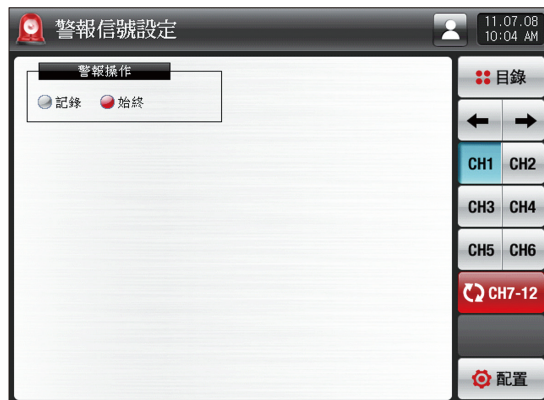 警報信號設定
11.07.08
10:04 AM
警報操作
記錄 始終
目錄
CH1 CH2
CH3 CH4
CH5 CH6
CH7-12
配置